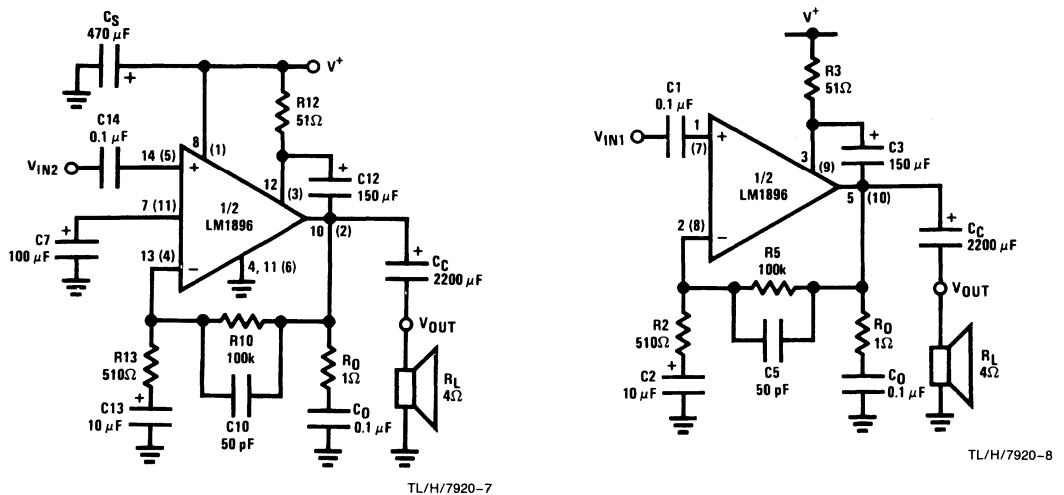 CS
470 µF
+
V+
R12
51Ω
C14
0.1 µF
8
(1)
VIN2
14 (5)
+
12
(3)
+
C12
150 µF
1/2
LM1896
7 (11)
+
C7
100 µF
10
(2)
13 (4)
−
4, 11 (6)
+
CC
2200 µF
VOUT
R10
100k
R13
510Ω
RO
1Ω
RL
4Ω
+
C13
10 µF
C10
50 pF
CO
0.1 µF
TL/H/7920–7
V+
R3
51Ω
C1
0.1 µF
VIN1
1
(7)
+
3
(9)
+
C3
150 µF
1/2
LM1896
5
(10)
2 (8)
−
+
CC
2200 µF
R5
100k
VOUT
R2
510Ω
RO
1Ω
+
C2
10 µF
C5
50 pF
CO
0.1 µF
RL
4Ω
TL/H/7920–8